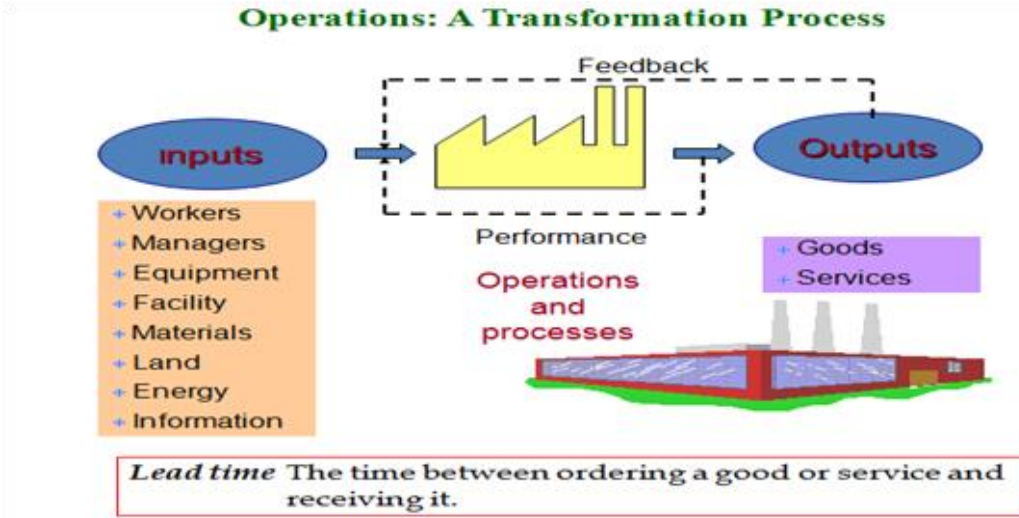 Operations: A Transformation Process
Feedback
Inputs
Outputs
+ Workers
+ Managers
+ Equipment
+ Facility
+ Materials
+ Land
+ Energy
+ Information
Performance
Operations
and
processes
+ Goods
+ Services
Lead time The time between ordering a good or service and
receiving it.